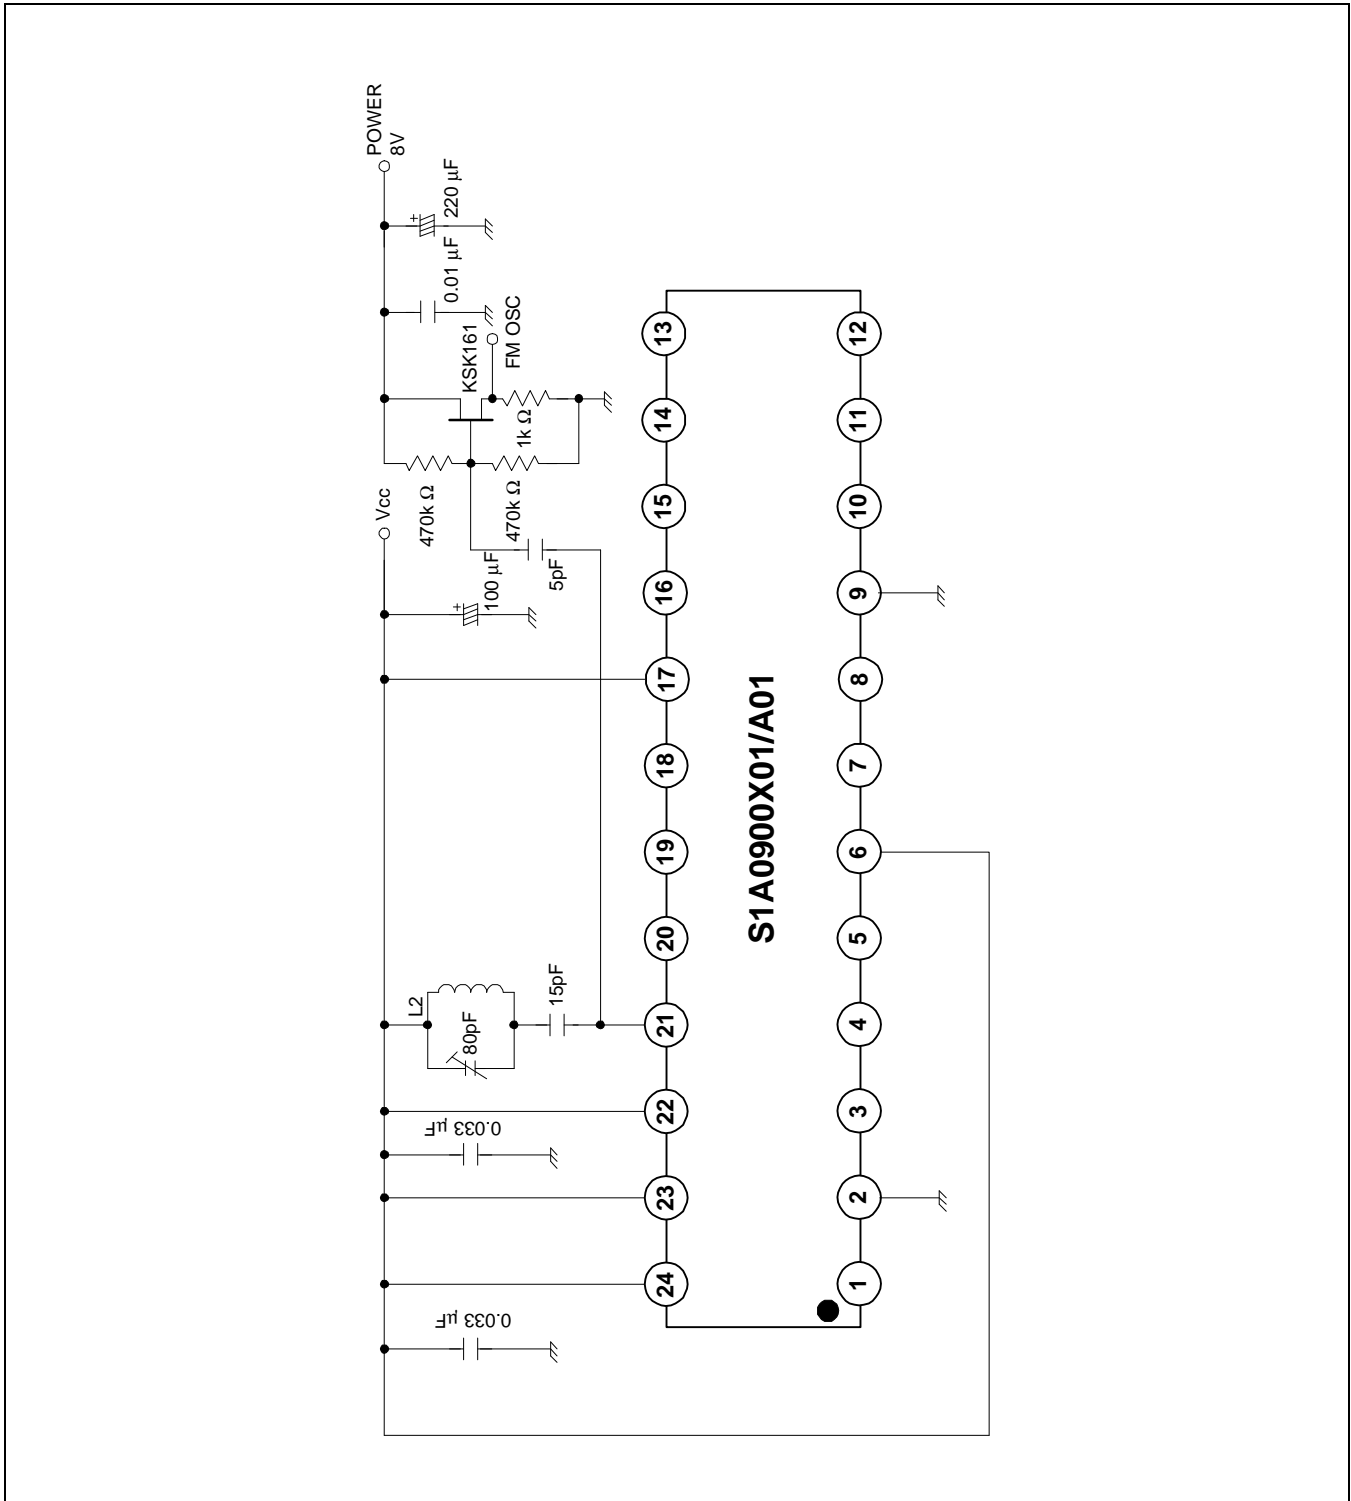 POWER
8V
220 µF
0.01 µF
KSK161
FM OSC
1k Ω
470k Ω
470k Ω
Vcc
100 µF
5pF
L2
80pF
15pF
0.033 µF
0.033 µF
13
14
15
16
17
18
19
20
21
22
23
24
S1A0900X01/A01
12
11
10
9
8
7
6
5
4
3
2
1